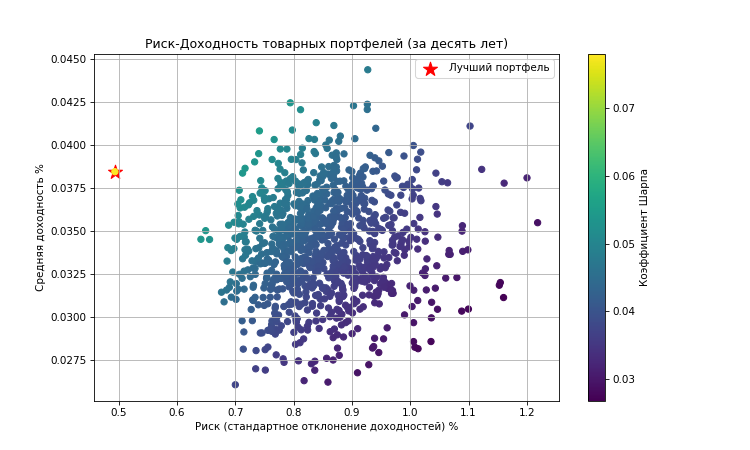 Риск-Доходность товарных портфелей (за десять лет)
Лучший портфель
Средняя доходность %
0.0450
0.0425
0.0400
0.0375
0.0350
0.0325
0.0300
0.0275
0.5 0.6 0.7 0.8 0.9 1.0 1.1 1.2
Риск (стандартное отклонение доходностей) %
0.07
0.06
0.05
0.04
0.03
Коэффициент Шарпа